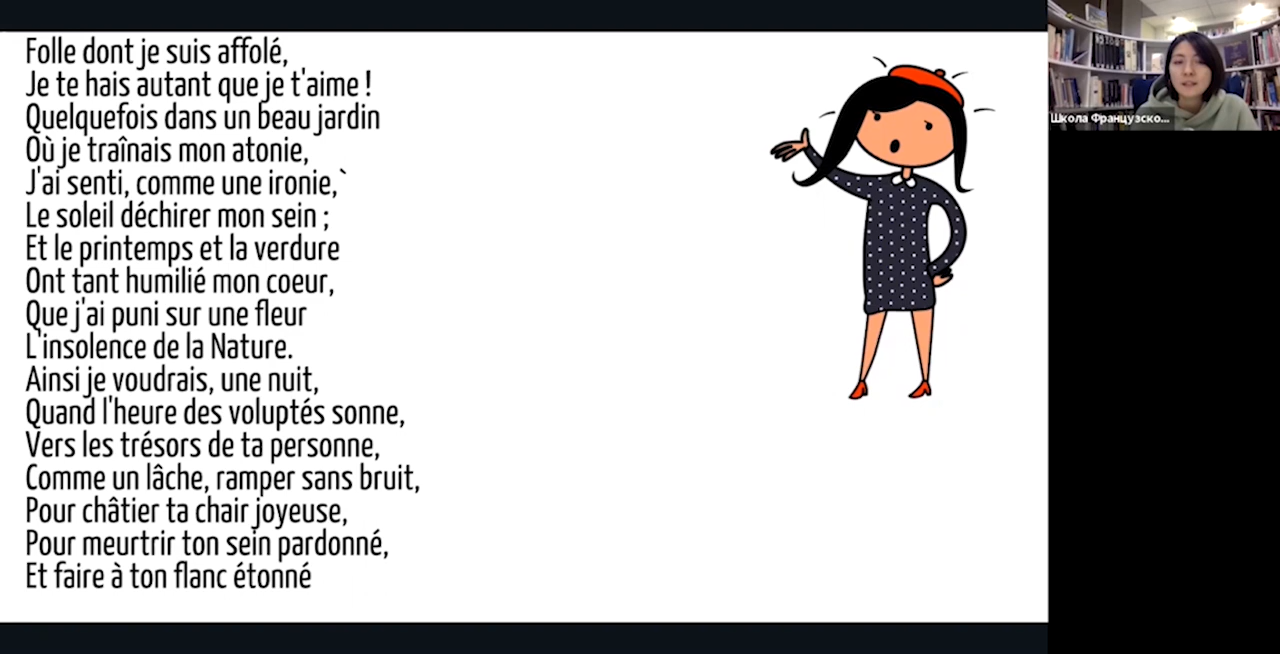 Folle dont je suis affolé,
Je te hais autant que je t'aime !
Quelquefois dans un beau jardin
Où je traînais mon atonie,
J'ai senti, comme une ironie,`
Le soleil déchirer mon sein ;
Et le printemps et la verdure
Ont tant humilié mon coeur,
Que j'ai puni sur une fleur
L'insolence de la Nature.
Ainsi je voudrais, une nuit,
Quand l'heure des voluptés sonne,
Vers les trésors de ta personne,
Comme un lâche, ramper sans bruit,
Pour châtier ta chair joyeuse,
Pour meurtrir ton sein pardonné,
Et faire à ton flanc étonné
Школа Французско...